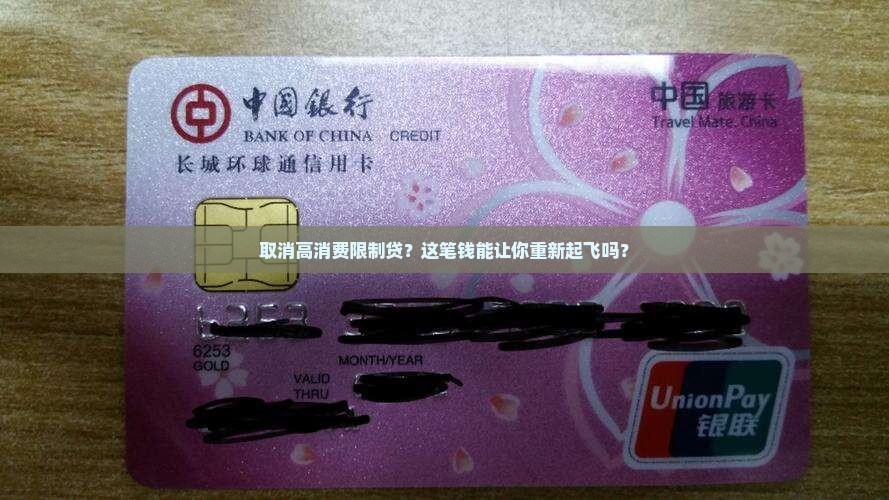 中国银行
BANK OF CHINA CREDIT
长城环球通信用卡
中国 旅游卡
Travel Mate. China
取消高消费限制贷？这笔钱能让你重新起飞吗？
6253
6253
GOLD
MONTH/YEAR
VALID
THRU
UnionPay
银联